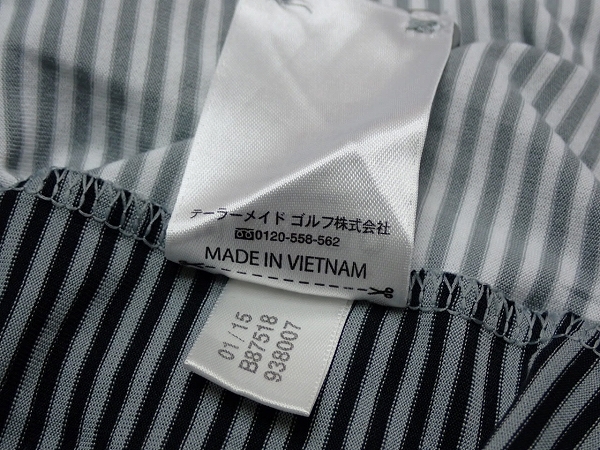 テーラーメイド ゴルフ株式会社
0120-558-562
MADE IN VIETNAM
01/15
B87518
938007